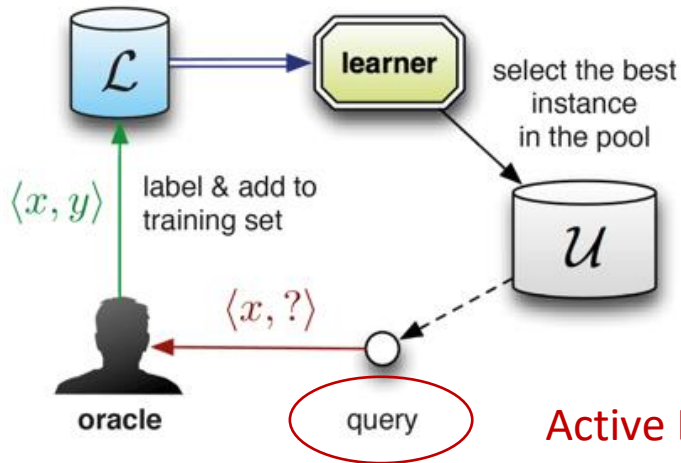 ℒ
learner
select the best
instance
in the pool
⟨x, y⟩
label & add to
training set
𝒰
⟨x, ?⟩
oracle
query
Active